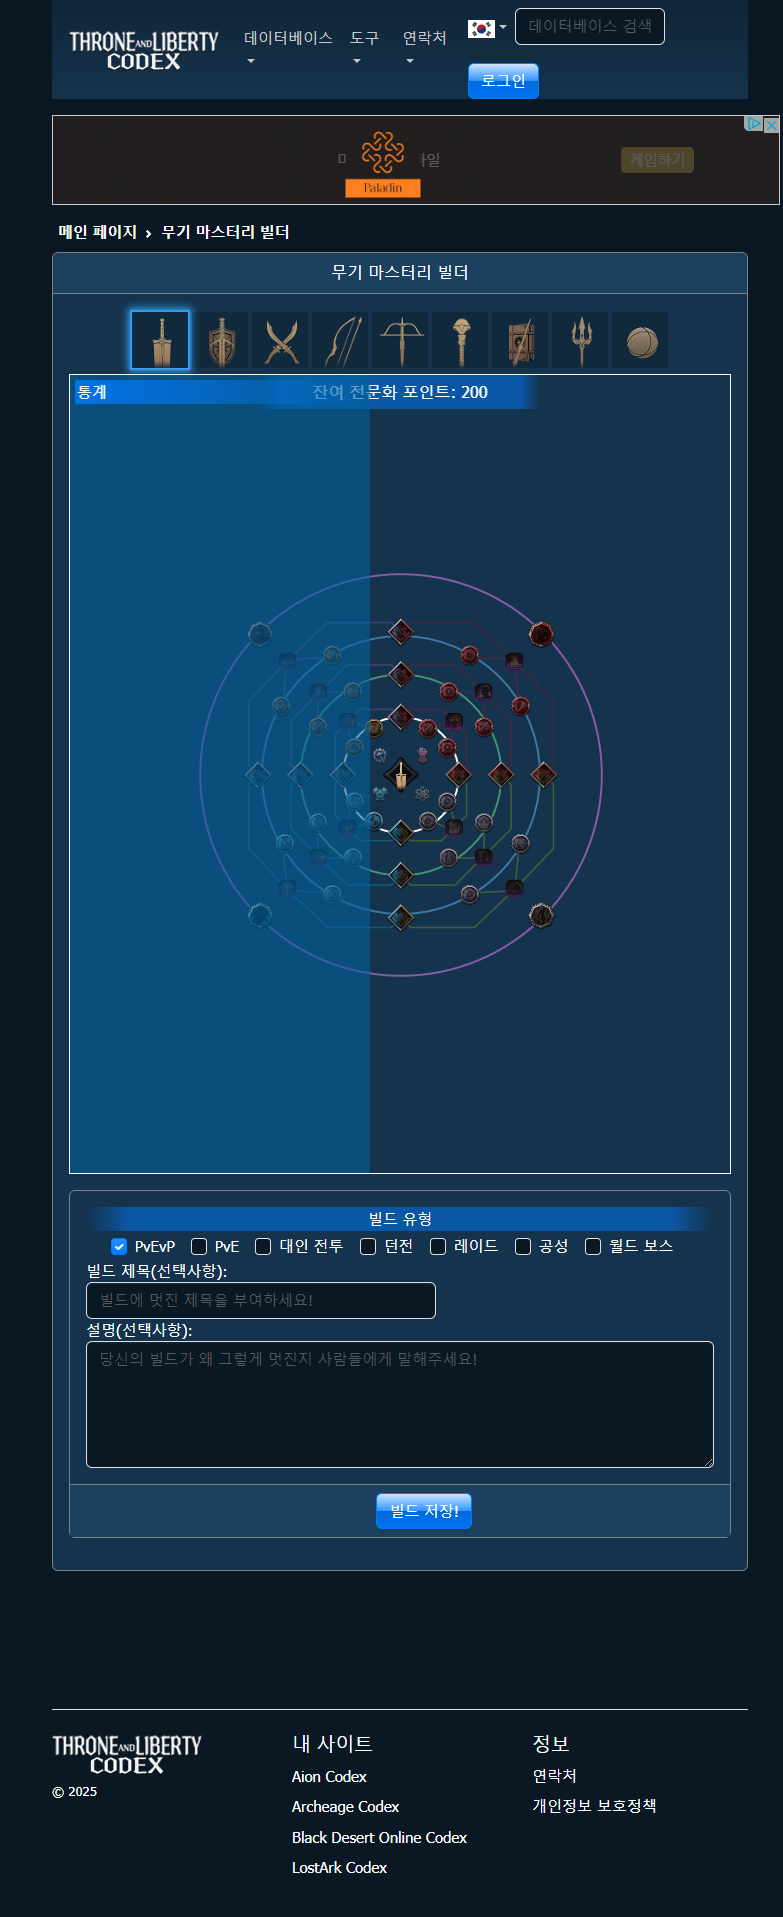 THRONE AND LIBERTY
CODEX
데이터베이스
도구
연락처
데이터베이스 검색
로그인
Paladin
게임하기
메인 페이지 › 무기 마스터리 빌더
무기 마스터리 빌더
통계
잔여 전문화 포인트: 200
빌드 유형
PvEvP
PvE
대인 전투
던전
레이드
공성
월드 보스
빌드 제목(선택사항):
빌드에 멋진 제목을 부여하세요!
설명(선택사항):
당신의 빌드가 왜 그렇게 멋진지 사람들에게 말해주세요!
빌드 저장!
THRONE AND LIBERTY
CODEX
© 2025
내 사이트
Aion Codex
Archeage Codex
Black Desert Online Codex
LostArk Codex
정보
연락처
개인정보 보호정책